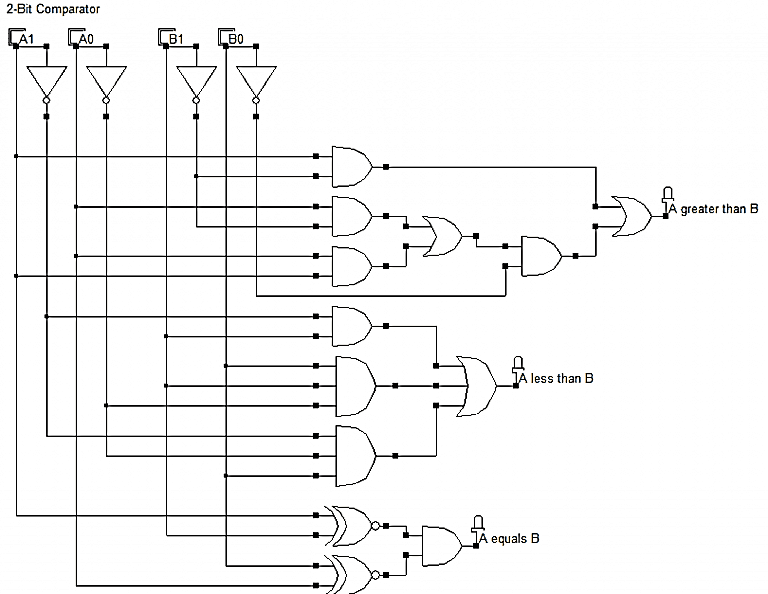 2-Bit Comparator
A1 A0 B1 B0
A greater than B
A less than B
A equals B